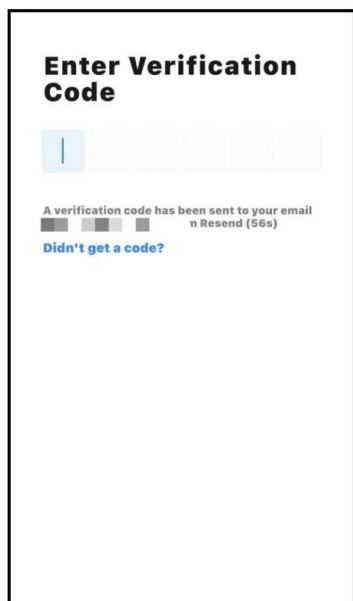 Enter Verification
Code
A verification code has been sent to your email
n Resend (56s)
Didn't get a code?